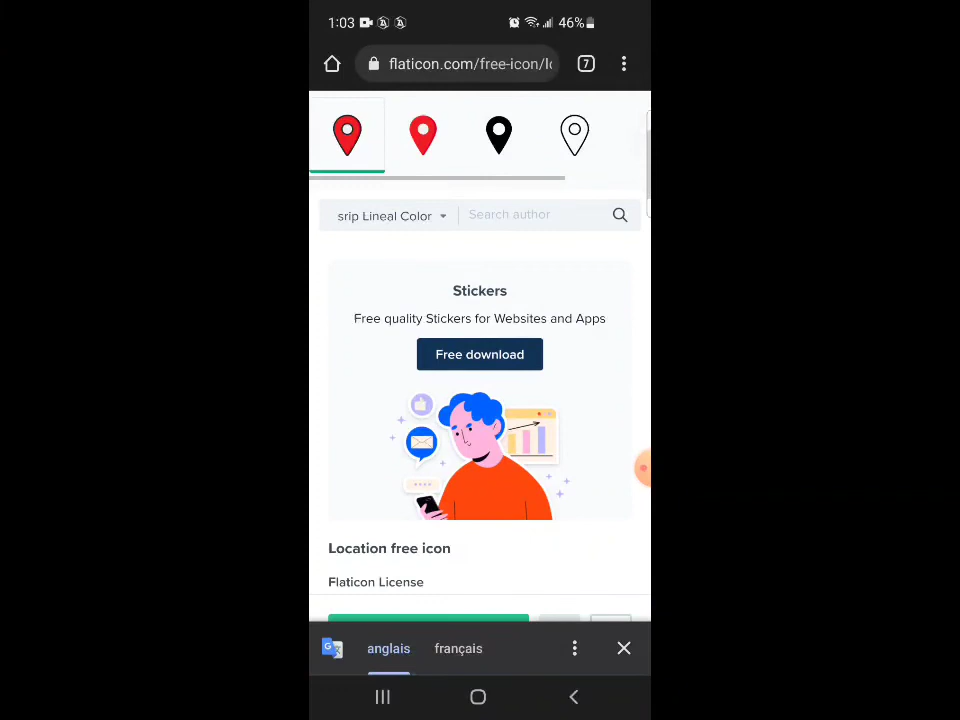 1:03
46%
flaticon.com/free-icon/lo
7
srip Lineal Color
Search author
Stickers
Free quality Stickers for Websites and Apps
Free download
Location free icon
Flaticon License
anglais
français